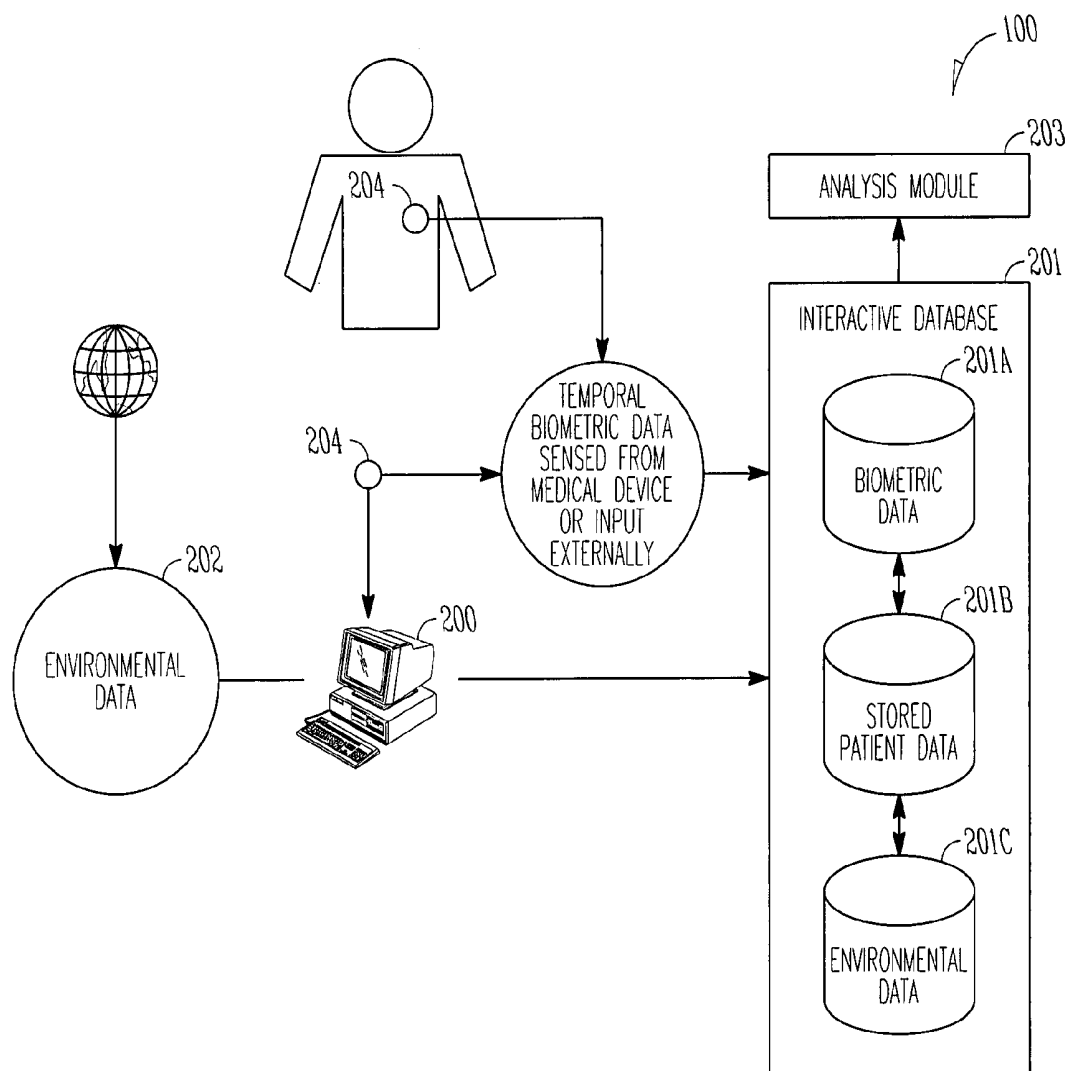 100
203
ANALYSIS MODULE
204
201
INTERACTIVE DATABASE
201A
BIOMETRIC
DATA
TEMPORAL
BIOMETRIC DATA
SENSED FROM
MEDICAL DEVICE
OR INPUT
EXTERNALLY
204
202
ENVIRONMENTAL
DATA
200
201B
STORED
PATIENT DATA
201C
ENVIRONMENTAL
DATA